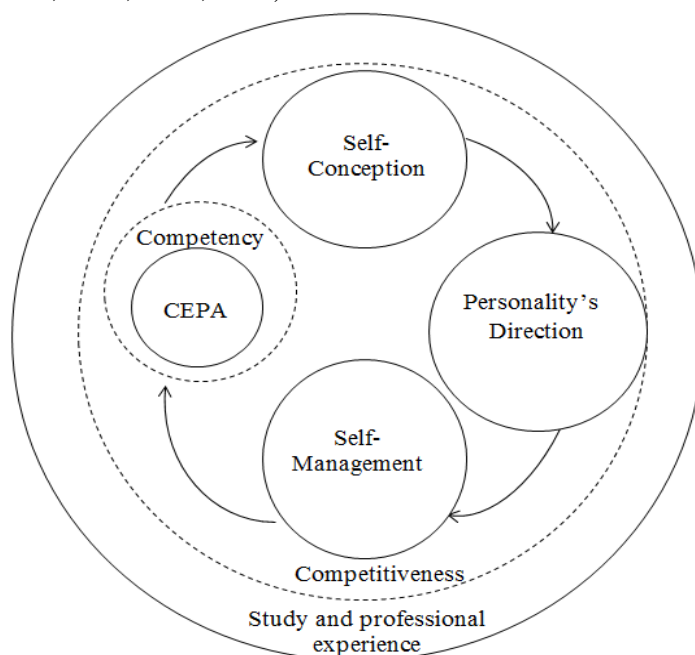 Self-
Conception
Competency
CEPA
Personality’s
Direction
Self-
Management
Competitiveness
Study and professional
experience